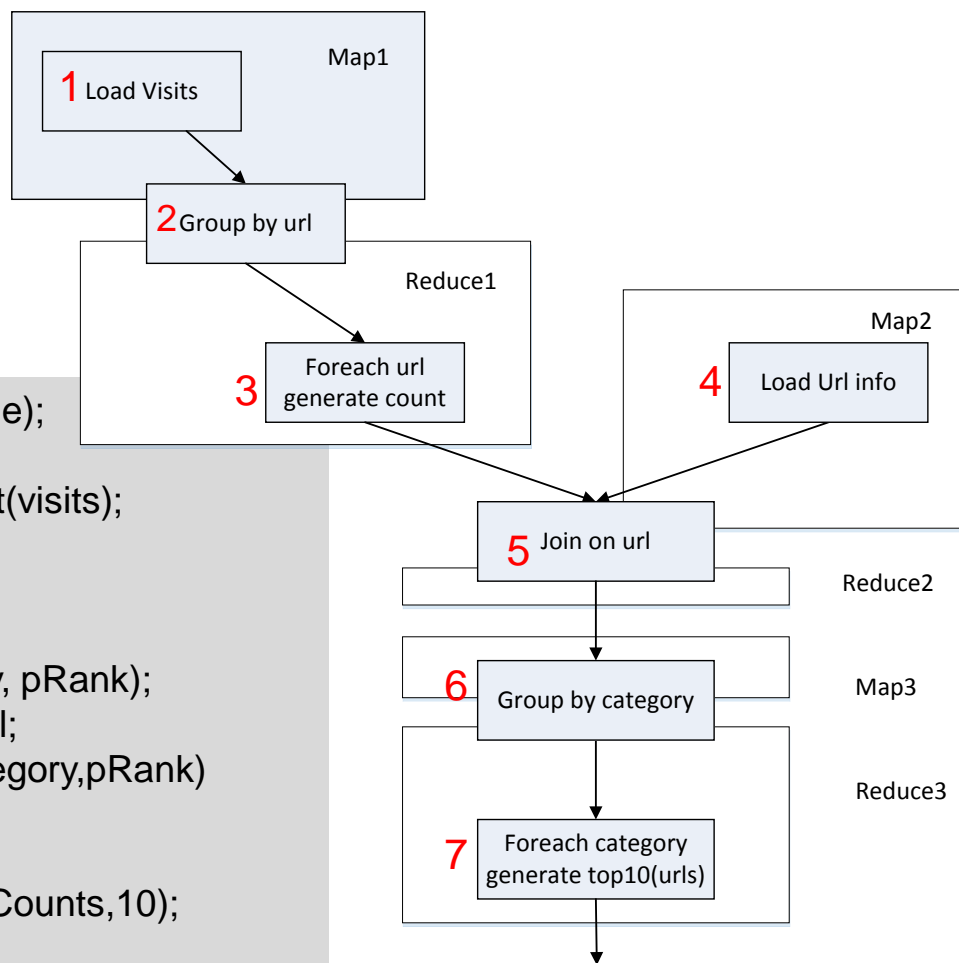 Map1
1 Load Visits
2 Group by url
Reduce1
Map2
3 Foreach url
generate count
4 Load Url info
e);
t(visits);
5 Join on url
Reduce2
, pRank);
6 Group by category
Map3
l;
egory,pRank)
Reduce3
7 Foreach category
generate top10(urls)
Counts,10);